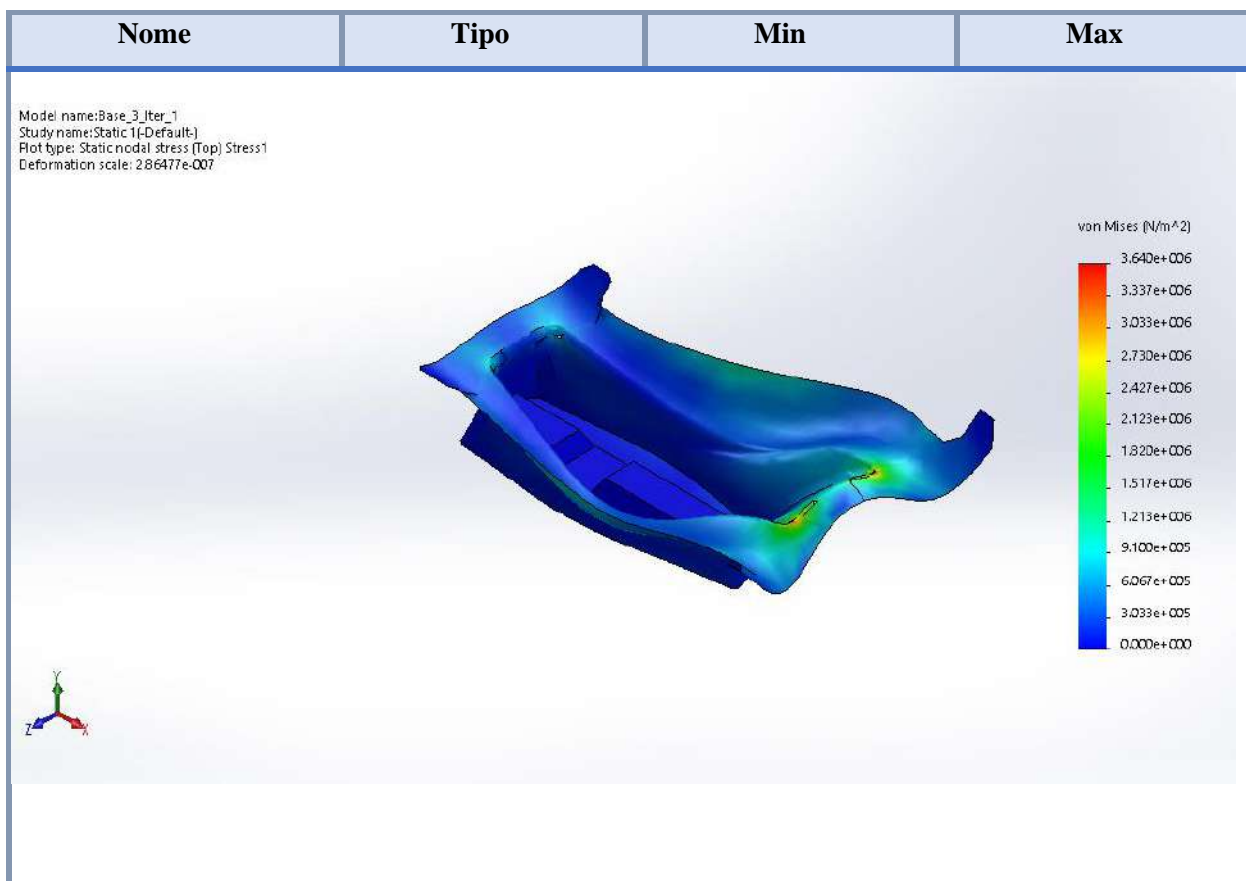 Nome Tipo Min Max
Model name:Base_3_Iter_1
Study name:Static 1(-Default-)
Plot type: Static nodal stress (Top) Stress1
Deformation scale: 2.86477e-007
von Mises (N/m^2)
3.640e+006
3.337e+006
3.033e+006
2.730e+006
2.427e+006
2.123e+006
1.820e+006
1.517e+006
1.213e+006
9.100e+005
6.067e+005
3.033e+005
0.000e+000
Y
Z X